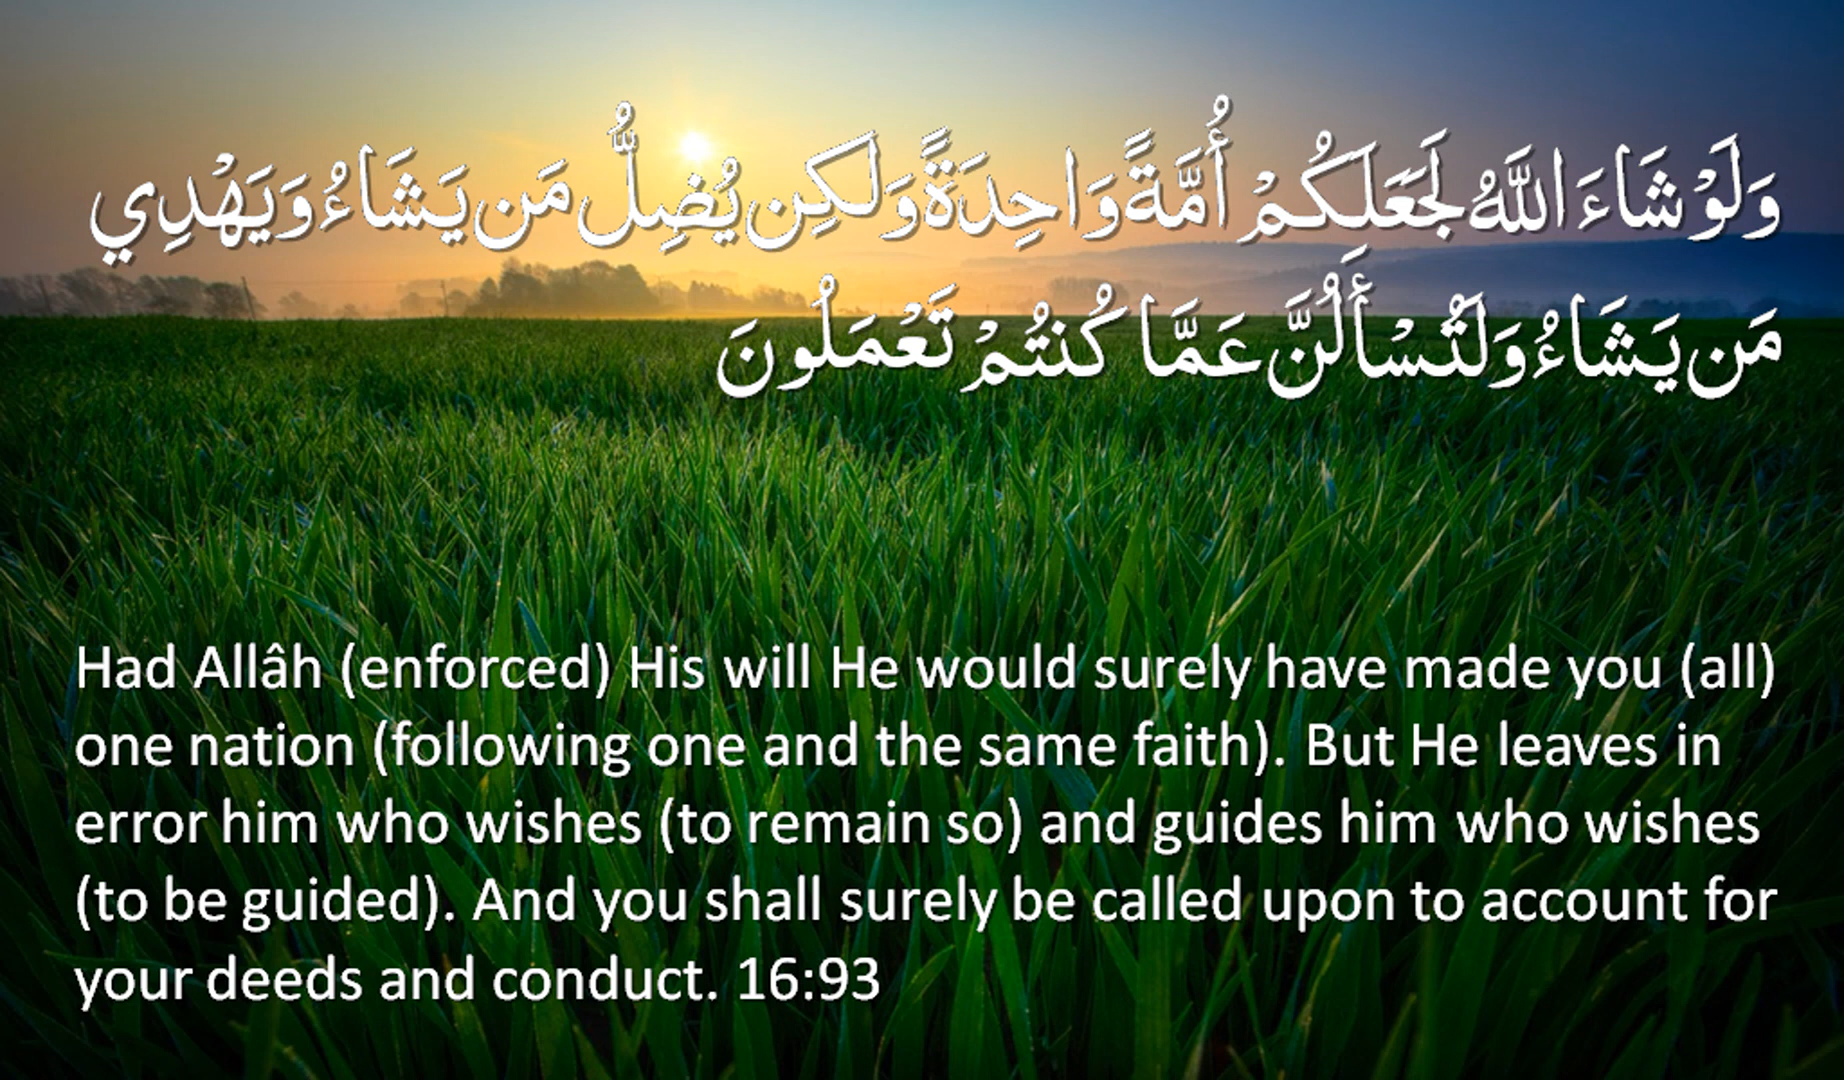 وَلَوْ شَاءَ اللَّهُ لَجَعَلَكُمْ أُمَّةً وَاحِدَةً وَلَكِن يُضِلُّ مَن يَشَاءُ وَيَهْدِي
مَن يَشَاءُ وَلَتُسْأَلُنَّ عَمَّا كُنتُمْ تَعْمَلُونَ
Had Allâh (enforced) His will He would surely have made you (all)
one nation (following one and the same faith). But He leaves in
error him who wishes (to remain so) and guides him who wishes
(to be guided). And you shall surely be called upon to account for
your deeds and conduct. 16:93